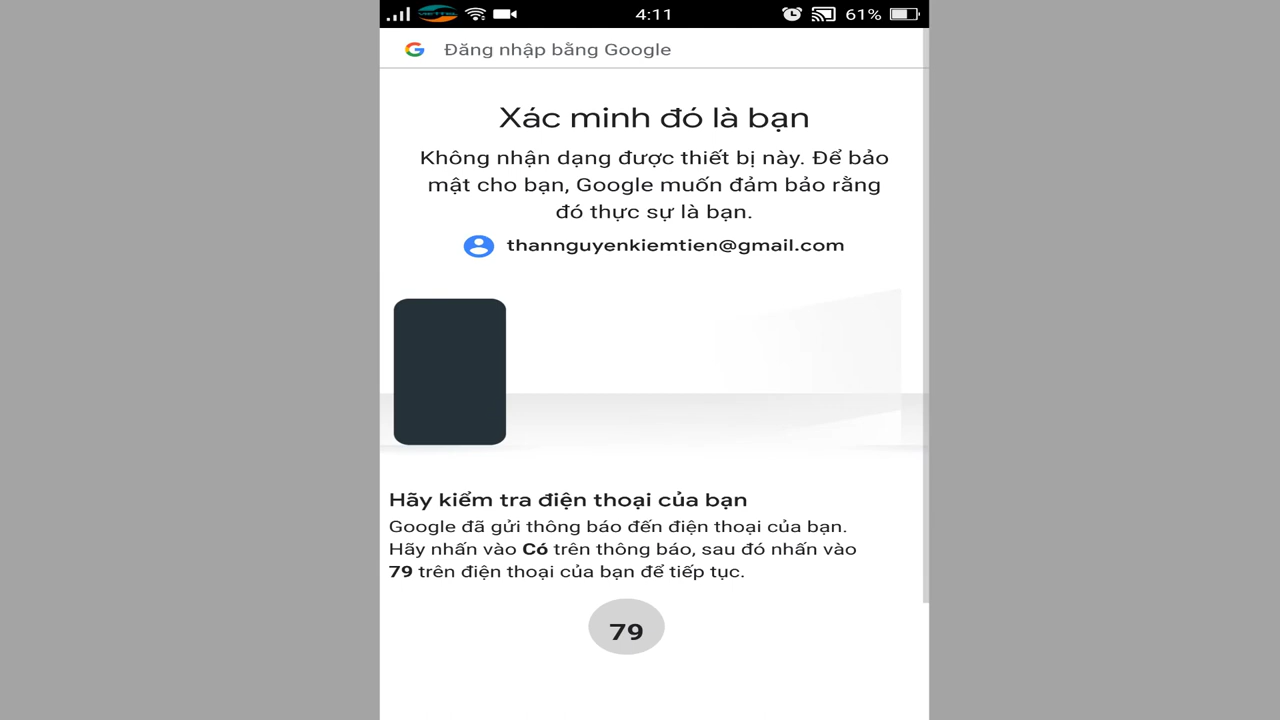 VIETTEL 4:11 61%
Đăng nhập bằng Google
Xác minh đó là bạn
Không nhận dạng được thiết bị này. Để bảo
mật cho bạn, Google muốn đảm bảo rằng
đó thực sự là bạn.
thannguyenkiemtien@gmail.com
Hãy kiểm tra điện thoại của bạn
Google đã gửi thông báo đến điện thoại của bạn.
Hãy nhấn vào Có trên thông báo, sau đó nhấn vào
79 trên điện thoại của bạn để tiếp tục.
79